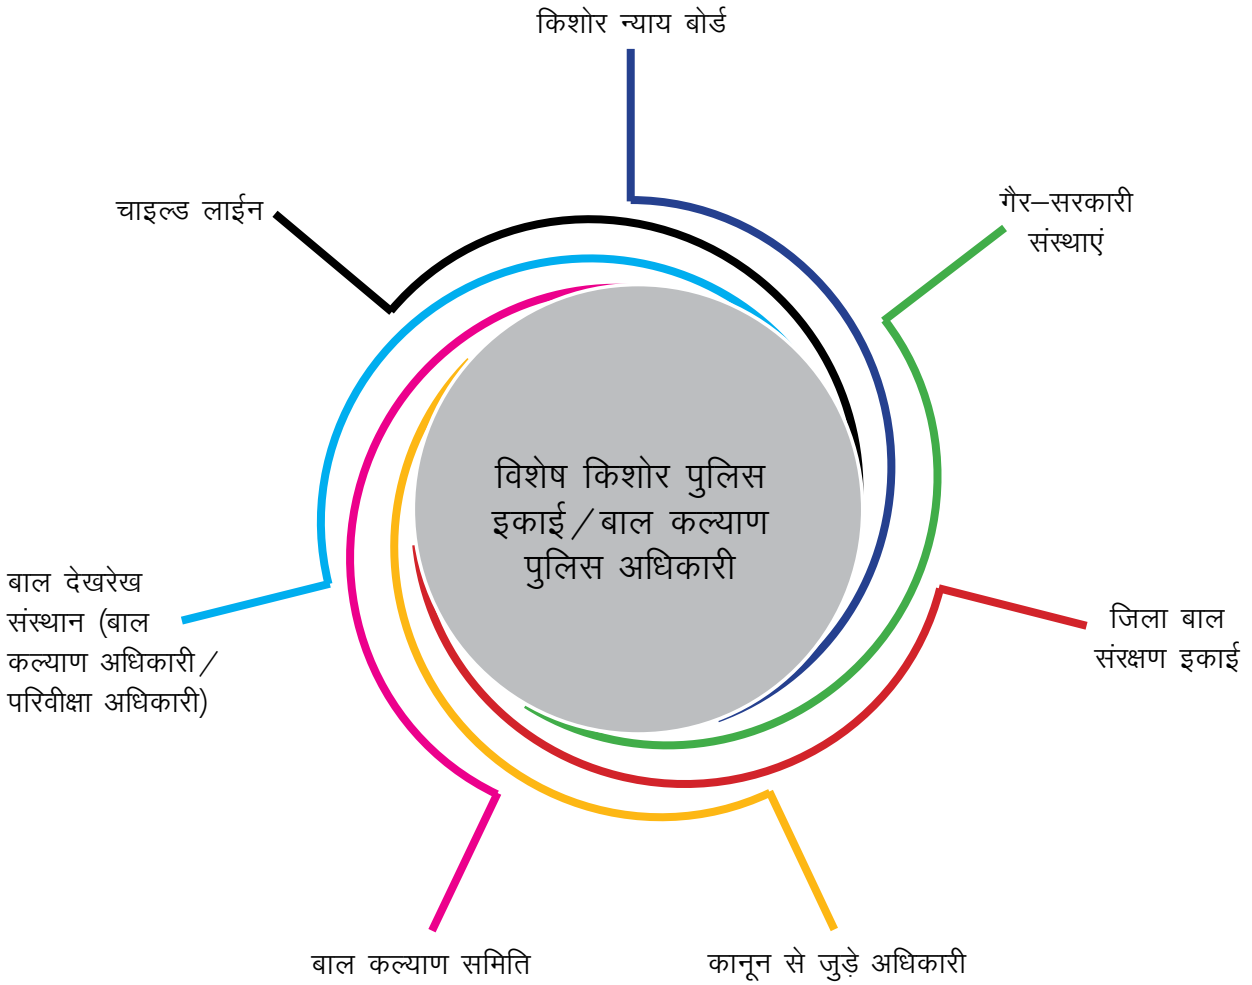 किशोर न्याय बोर्ड
चाइल्ड लाईन
गैर–सरकारी
संस्थाएं
विशेष किशोर पुलिस
इकाई/बाल कल्याण
पुलिस अधिकारी
बाल देखरेख
संस्थान (बाल
कल्याण अधिकारी/
परिवीक्षा अधिकारी)
जिला बाल
संरक्षण इकाई
बाल कल्याण समिति
कानून से जुड़े अधिकारी